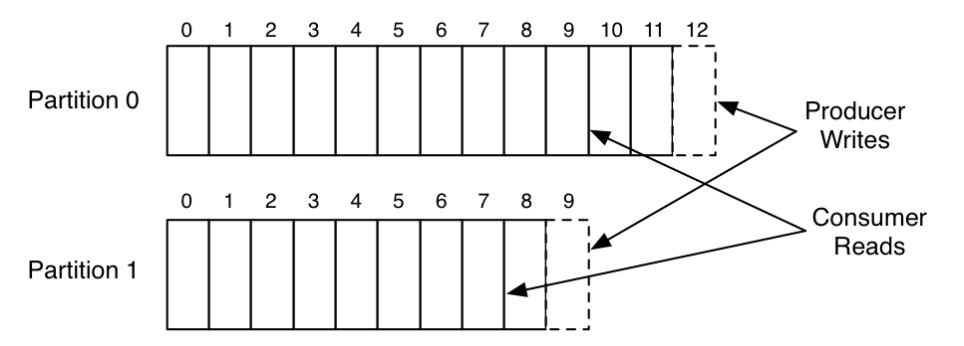 0 1 2 3 4 5 6 7 8 9 10 11 12
Partition 0
Producer
Writes
0 1 2 3 4 5 6 7 8 9
Consumer
Reads
Partition 1